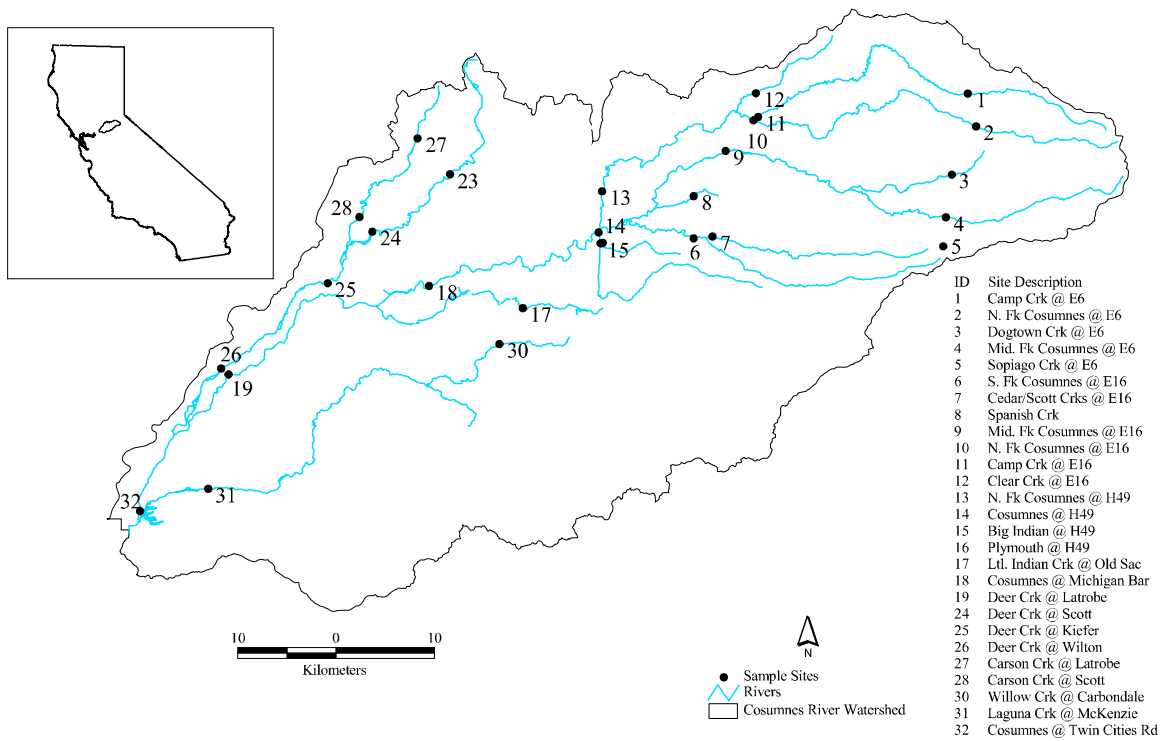 12
1
11
10
2
27
9
23
3
13
8
28
24
14
4
15
6
7
5
25
18
17
30
26
19
31
32
ID Site Description
1 Camp Crk @ E6
2 N. Fk Cosumnes @ E6
3 Dogtown Crk @ E6
4 Mid. Fk Cosumnes @ E6
5 Sopiago Crk @ E6
6 S. Fk Cosumnes @ E16
7 Cedar/Scott Crks @ E16
8 Spanish Crk
9 Mid. Fk Cosumnes @ E16
10 N. Fk Cosumnes @ E16
11 Camp Crk @ E16
12 Clear Crk @ E16
13 N. Fk Cosumnes @ H49
14 Cosumnes @ H49
15 Big Indian @ H49
16 Plymouth @ H49
17 Ltl. Indian Crk @ Old Sac
18 Cosumnes @ Michigan Bar
19 Deer Crk @ Latrobe
24 Deer Crk @ Scott
25 Deer Crk @ Kiefer
26 Deer Crk @ Wilton
27 Carson Crk @ Latrobe
28 Carson Crk @ Scott
30 Willow Crk @ Carbondale
31 Laguna Crk @ McKenzie
32 Cosumnes @ Twin Cities Rd
10 0 10
Kilometers
N
Sample Sites
Rivers
Cosumnes River Watershed